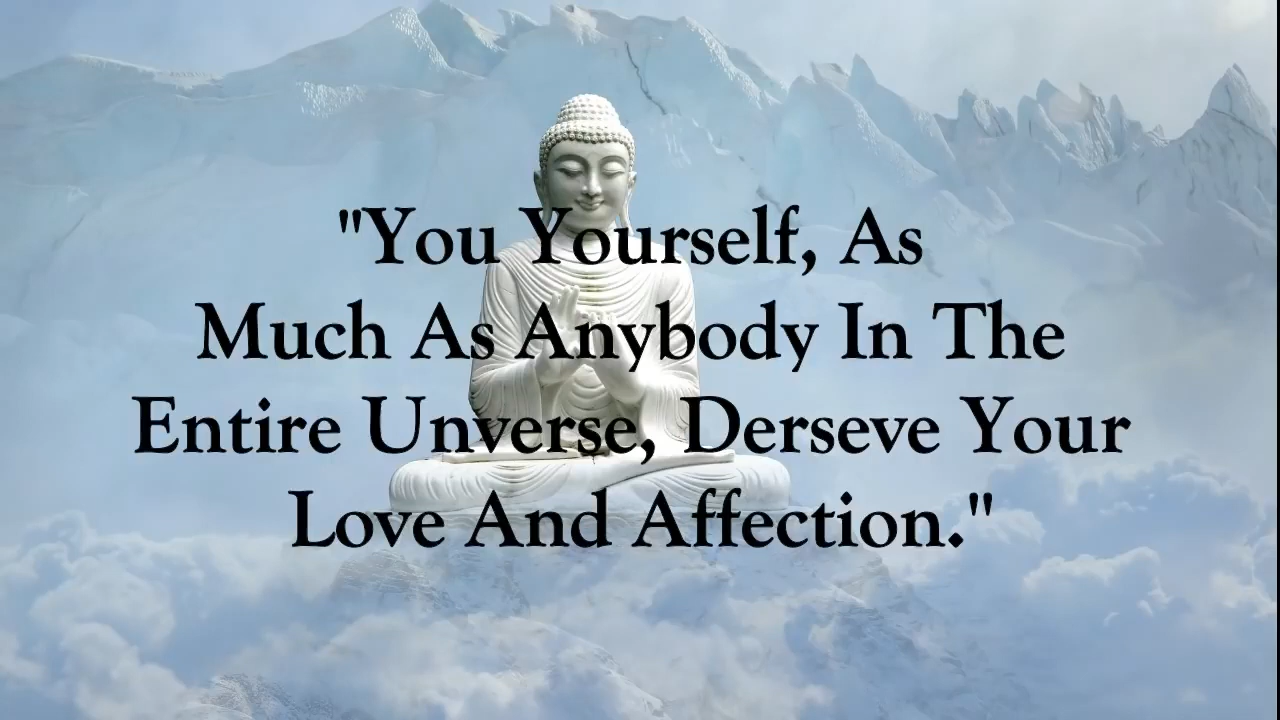 "You Yourself, As
Much As Anybody In The
Entire Unverse, Derseve Your
Love And Affection."